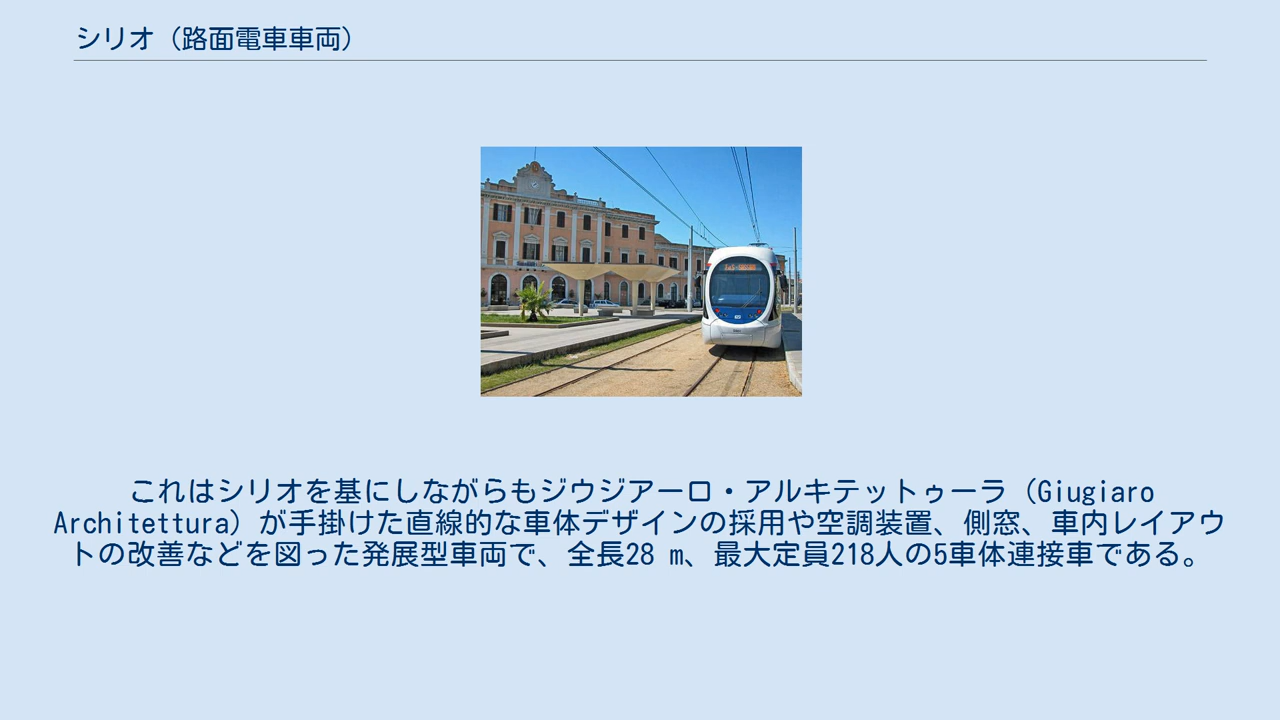 シリオ（路面電車車両）
これはシリオを基にしながらもジウジアーロ・アルキテットゥーラ（Giugiaro
Architettura）が手掛けた直線的な車体デザインの採用や空調装置、側窓、車内レイアウ
トの改善などを図った発展型車両で、全長28 m、最大定員218人の5車体連接車である。